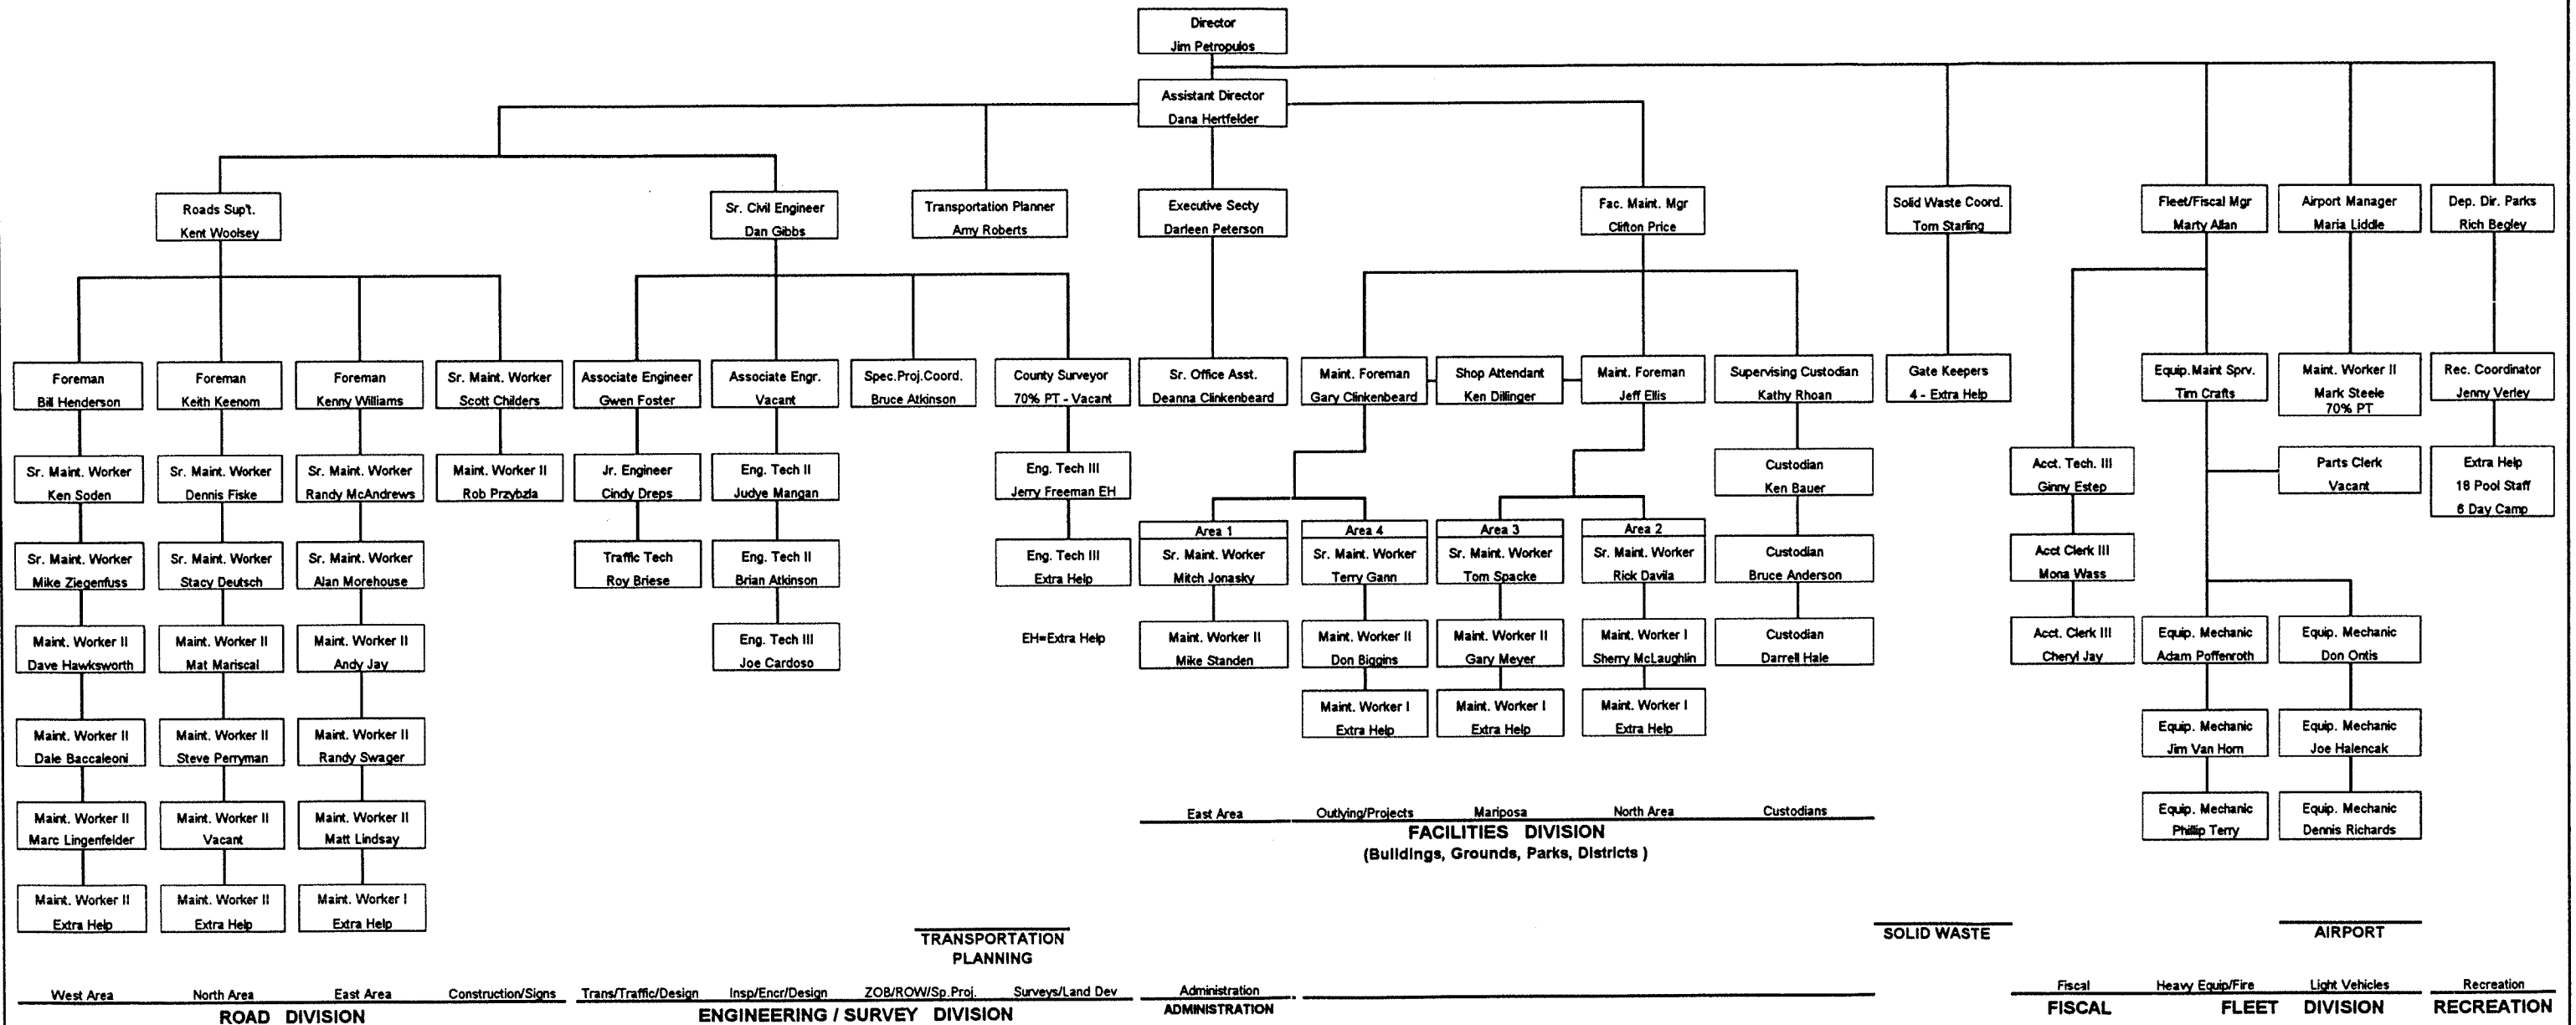 Director
Jim Petropulos
Assistant Director
Dana Hertfelder
Roads Sup't.
Kent Woolsey
Sr. Civil Engineer
Dan Gibbs
Transportation Planner
Amy Roberts
Executive Secty
Darleen Peterson
Fac. Maint. Mgr
Clifton Price
Solid Waste Coord.
Tom Starling
Fleet/Fiscal Mgr
Marty Allan
Airport Manager
Maria Liddle
Dep. Dir. Parks
Rich Begley
Foreman
Bill Henderson
Foreman
Keith Keenom
Foreman
Kenny Williams
Sr. Maint. Worker
Scott Childers
Associate Engineer
Gwen Foster
Associate Engr.
Vacant
Spec.Proj.Coord.
Bruce Atkinson
County Surveyor
70% PT - Vacant
Sr. Office Asst.
Deanna Clinkenbeard
Maint. Foreman
Gary Clinkenbeard
Shop Attendant
Ken Dillinger
Maint. Foreman
Jeff Ellis
Supervising Custodian
Kathy Rhoan
Gate Keepers
4 - Extra Help
Equip.Maint Sprv.
Tim Crafts
Maint. Worker II
Mark Steele
70% PT
Rec. Coordinator
Jenny Verley
Sr. Maint. Worker
Ken Soden
Sr. Maint. Worker
Dennis Fiske
Sr. Maint. Worker
Randy McAndrews
Maint. Worker II
Rob Przybzla
Jr. Engineer
Cindy Dreps
Eng. Tech II
Judye Mangan
Eng. Tech III
Jerry Freeman EH
Custodian
Ken Bauer
Acct. Tech. III
Ginny Estep
Parts Clerk
Vacant
Extra Help
18 Pool Staff
6 Day Camp
Sr. Maint. Worker
Mike Ziegenfuss
Sr. Maint. Worker
Stacy Deutsch
Sr. Maint. Worker
Alan Morehouse
Traffic Tech
Roy Briese
Eng. Tech II
Brian Atkinson
Eng. Tech III
Extra Help
Area 1
Sr. Maint. Worker
Mitch Jonasky
Area 4
Sr. Maint. Worker
Terry Gann
Area 3
Sr. Maint. Worker
Tom Spacke
Area 2
Sr. Maint. Worker
Rick Davila
Custodian
Bruce Anderson
Acct Clerk III
Mona Wass
Maint. Worker II
Dave Hawksworth
Maint. Worker II
Mat Mariscal
Maint. Worker II
Andy Jay
Eng. Tech III
Joe Cardoso
EH=Extra Help
Maint. Worker II
Mike Standen
Maint. Worker II
Don Biggins
Maint. Worker II
Gary Meyer
Maint. Worker I
Sherry McLaughlin
Custodian
Darrell Hale
Acct. Clerk III
Cheryl Jay
Equip. Mechanic
Adam Poffenroth
Equip. Mechanic
Don Ontis
Maint. Worker I
Extra Help
Maint. Worker I
Extra Help
Maint. Worker I
Extra Help
Maint. Worker II
Dale Baccaleoni
Maint. Worker II
Steve Perryman
Maint. Worker II
Randy Swager
Equip. Mechanic
Jim Van Horn
Equip. Mechanic
Joe Halencak
Maint. Worker II
Marc Lingenfelder
Maint. Worker II
Vacant
Maint. Worker II
Matt Lindsay
Equip. Mechanic
Phillip Terry
Equip. Mechanic
Dennis Richards
East Area
Outlying/Projects
Mariposa
North Area
Custodians
FACILITIES DIVISION
(Buildings, Grounds, Parks, Districts )
Maint. Worker II
Extra Help
Maint. Worker II
Extra Help
Maint. Worker I
Extra Help
TRANSPORTATION
PLANNING
SOLID WASTE
AIRPORT
West Area
North Area
East Area
Construction/Signs
Trans/Traffic/Design
Insp/Encr/Design
ZOB/ROW/Sp.Proj.
Surveys/Land Dev
Administration
Fiscal
Heavy Equip/Fire
Light Vehicles
Recreation
ROAD DIVISION
ENGINEERING / SURVEY DIVISION
ADMINISTRATION
FISCAL
FLEET DIVISION
RECREATION